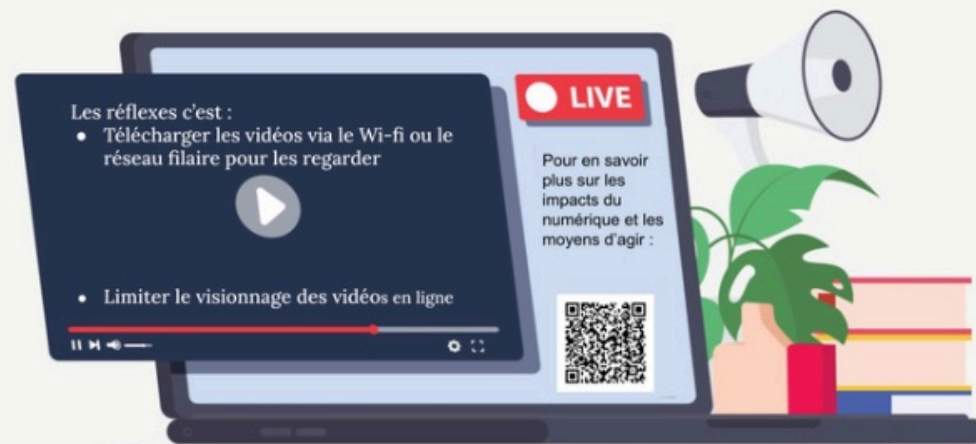 Les réflexes c'est :
● Télécharger les vidéos via le Wi-fi ou le
réseau filaire pour les regarder
● Limiter le visionnage des vidéos en ligne
LIVE
Pour en savoir
plus sur les
impacts du
numérique et les
moyens d'agir :